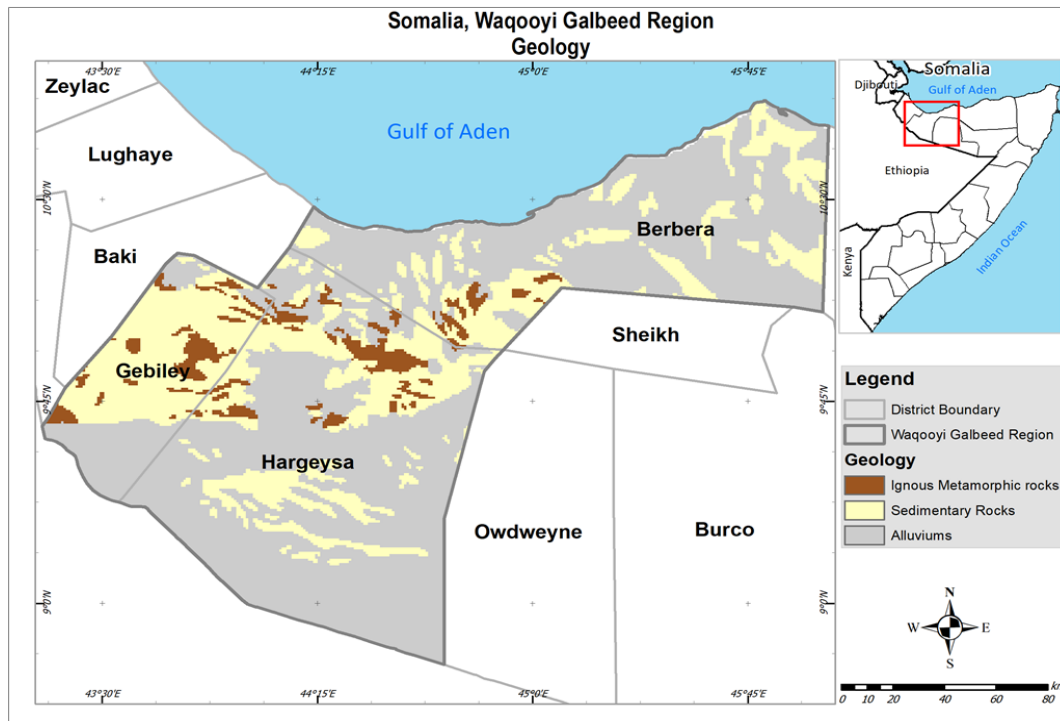 Somalia, Waqooyi Galbeed Region
Geology
43°30'E
44°15'E
45°0'E
45°45'E
Zeylac
Lughaye
Baki
Gulf of Aden
Berbera
Sheikh
Gebiley
Hargeysa
Owdweyne
Burco
10°30'N
9°45'N
9°0'N
10°30'N
9°45'N
9°0'N
43°30'E
44°15'E
45°0'E
45°45'E
Somalia
Djibouti
Gulf of Aden
Ethiopia
Kenya
Indian Ocean
Legend
District Boundary
Waqooyi Galbeed Region
Geology
Ignous Metamorphic rocks
Sedimentary Rocks
Alluviums
N
W E
S
km
0 20 40 60 80